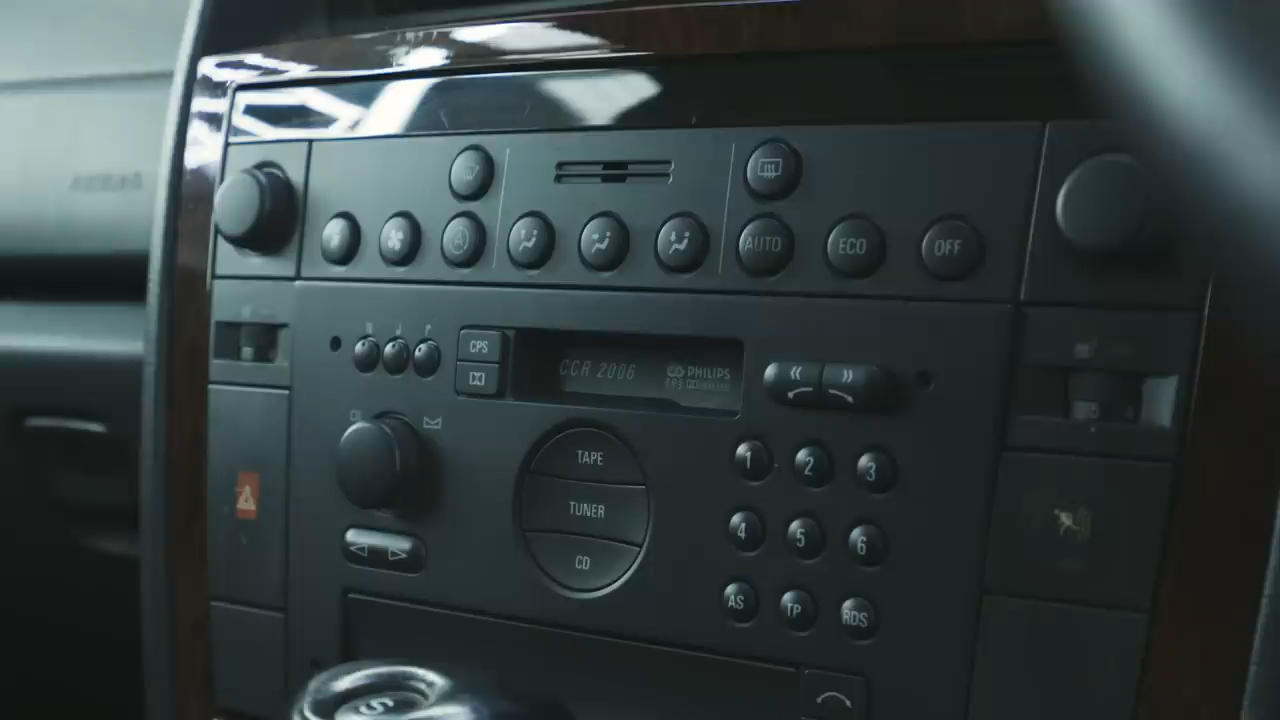 AUTO ECO OFF
CPS
CCR 2006
PHILIPS
TAPE
TUNER
CD
1 2 3
4 5 6
AS TP RDS
S